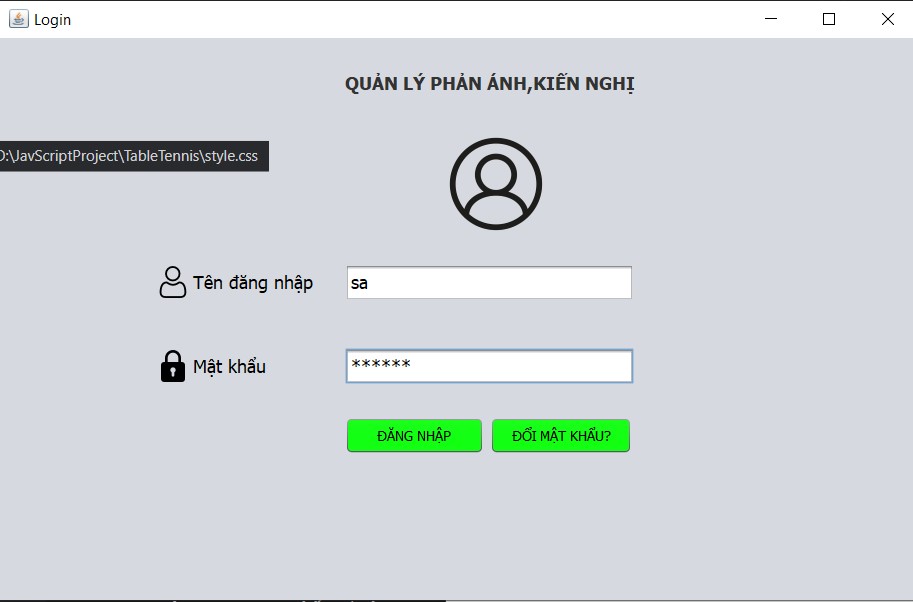 Login
QUẢN LÝ PHẢN ÁNH,KIẾN NGHỊ
D:\JavScriptProject\TableTennis\style.css
Tên đăng nhập
sa
Mật khẩu
******
ĐĂNG NHẬP
ĐỔI MẬT KHẨU?